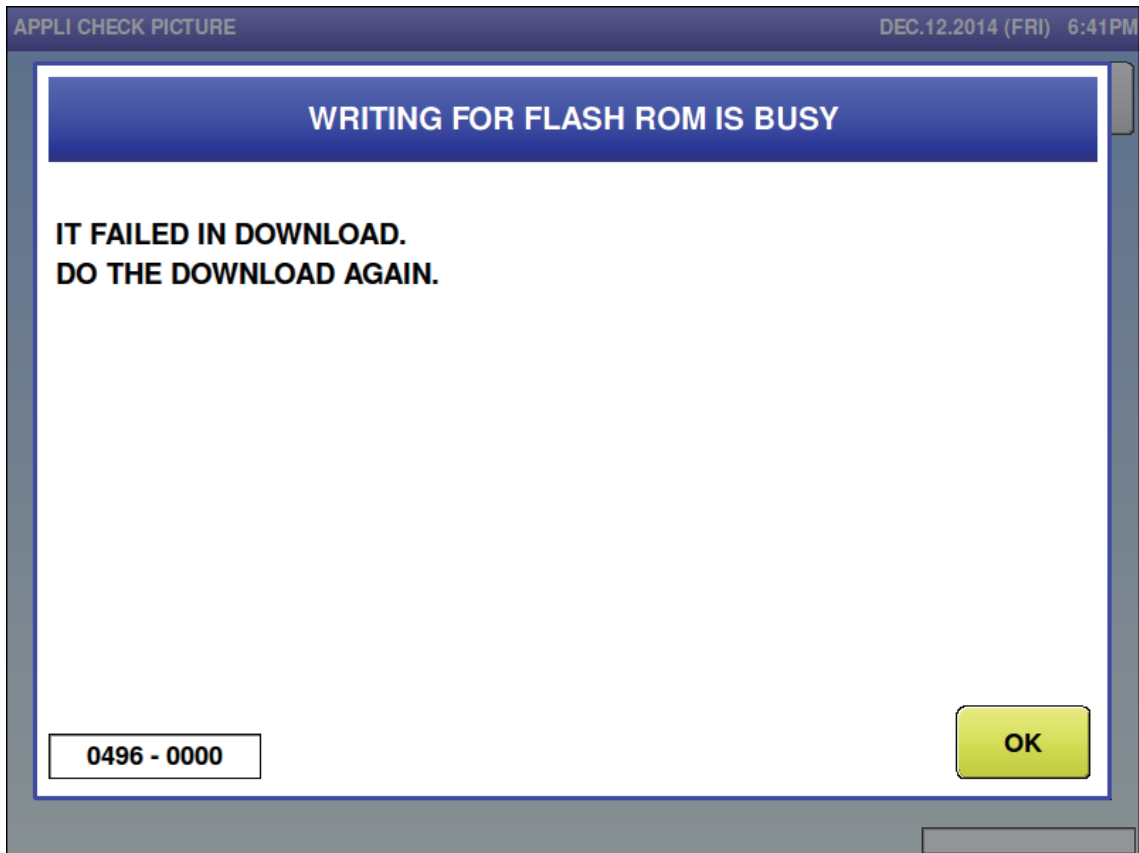 APPLI CHECK PICTURE DEC.12.2014 (FRI) 6:41PM
WRITING FOR FLASH ROM IS BUSY
IT FAILED IN DOWNLOAD.
DO THE DOWNLOAD AGAIN.
0496 - 0000
OK